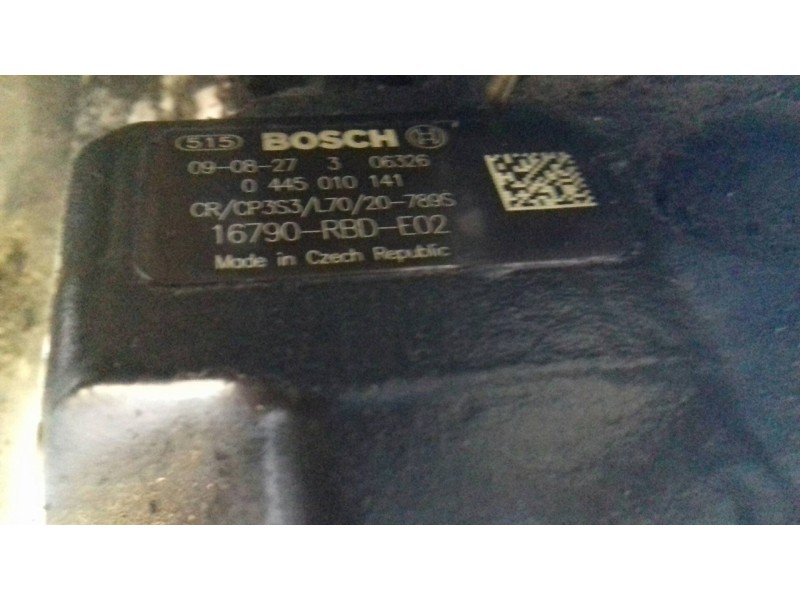 515 BOSCH
09-08-27 3 06326
0 445 010 141
CR/CP3S3/L70/20-789S
16790-RBD-E02
Made in Czech Republic